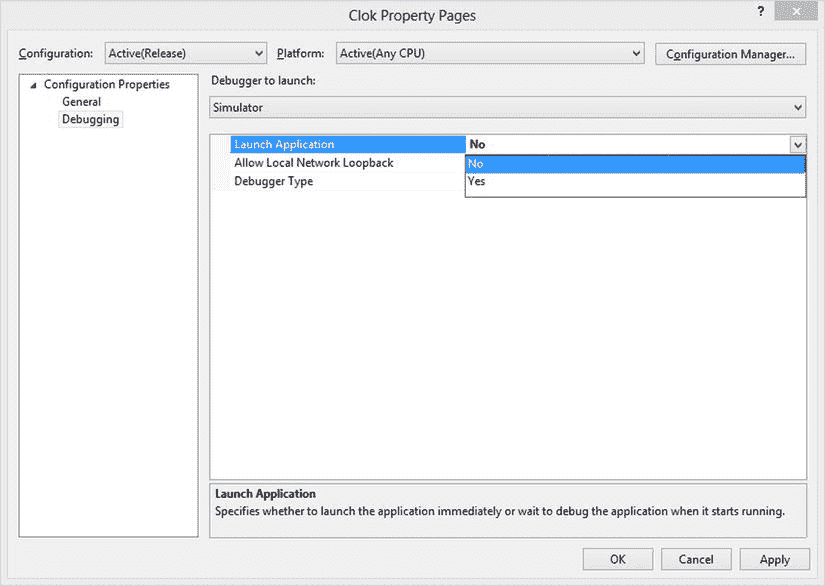 Clok Property Pages
?
Configuration: Active(Release) Platform: Active(Any CPU) Configuration Manager...
Configuration Properties
General
Debugging
Debugger to launch:
Simulator
Launch Application No
Allow Local Network Loopback No
Debugger Type Yes
Launch Application
Specifies whether to launch the application immediately or wait to debug the application when it starts running.
OK Cancel Apply